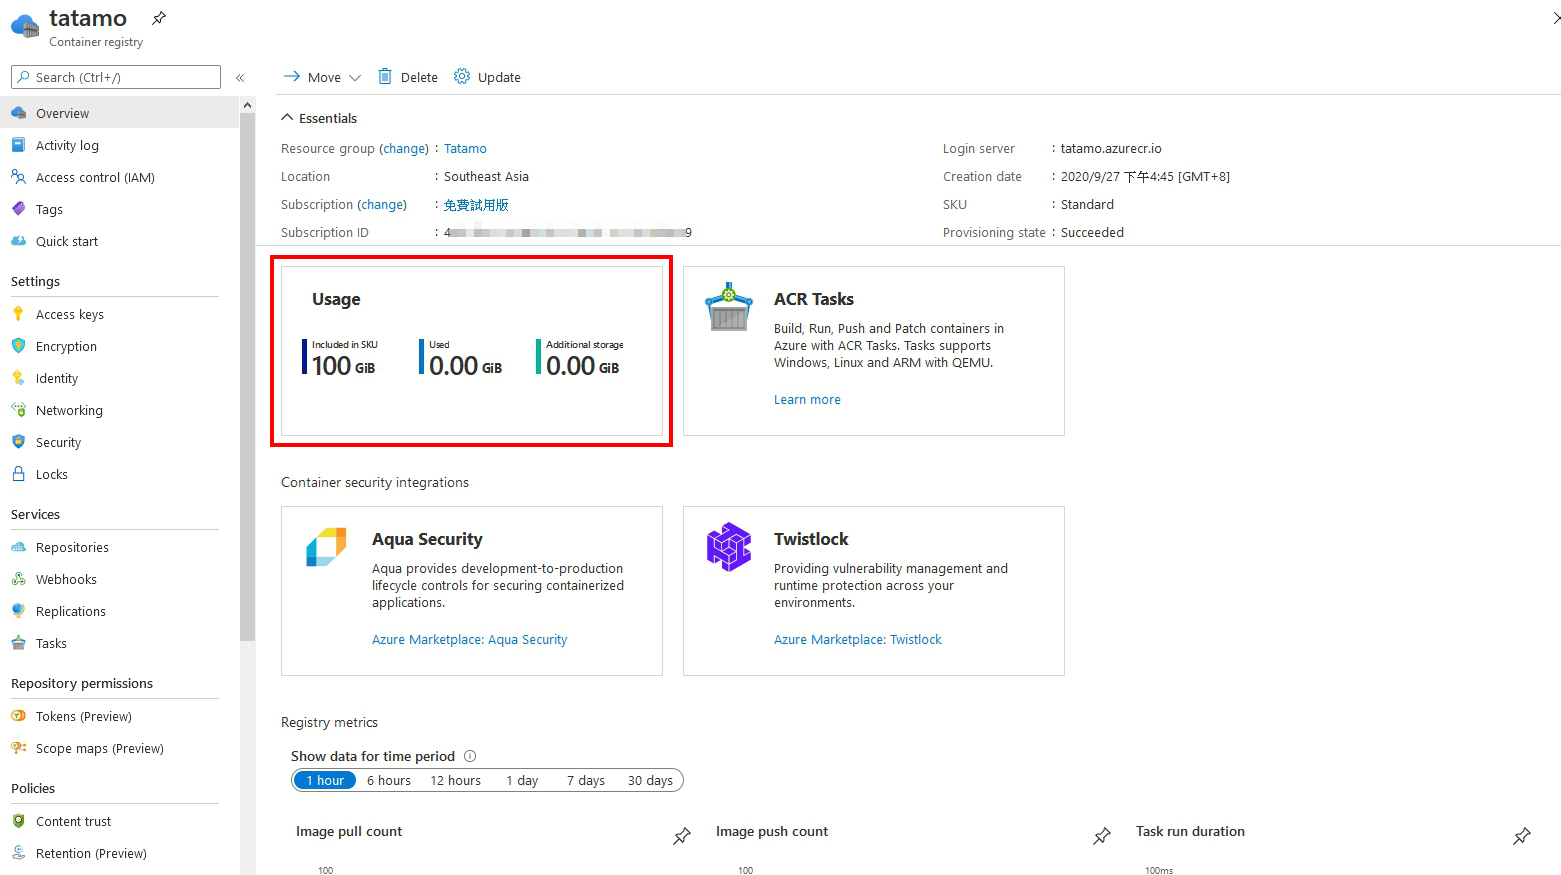 tatamo
Container registry
Search (Ctrl+/)
«
Overview
Activity log
Access control (IAM)
Tags
Quick start
Settings
Access keys
Encryption
Identity
Networking
Security
Locks
Services
Repositories
Webhooks
Replications
Tasks
Repository permissions
Tokens (Preview)
Scope maps (Preview)
Policies
Content trust
Retention (Preview)
Move
Delete
Update
Essentials
Resource group (change) : Tatamo
Location : Southeast Asia
Subscription (change) : 免費試用版
Subscription ID : 4 9
Login server : tatamo.azurecr.io
Creation date : 2020/9/27 下午4:45 [GMT+8]
SKU : Standard
Provisioning state : Succeeded
Usage
Included in SKU
100 GiB
Used
0.00 GiB
Additional storage
0.00 GiB
ACR Tasks
Build, Run, Push and Patch containers in
Azure with ACR Tasks. Tasks supports
Windows, Linux and ARM with QEMU.
Learn more
Container security integrations
Aqua Security
Aqua provides development-to-production
lifecycle controls for securing containerized
applications.
Azure Marketplace: Aqua Security
Twistlock
Providing vulnerability management and
runtime protection across your
environments.
Azure Marketplace: Twistlock
Registry metrics
Show data for time period
1 hour 6 hours 12 hours 1 day 7 days 30 days
Image pull count
100
Image push count
100
Task run duration
100ms